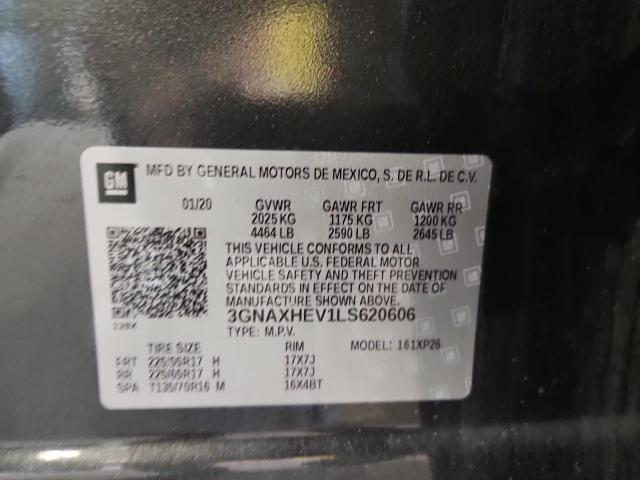 GM MFD BY GENERAL MOTORS DE MEXICO, S. DE R.L. DE C.V.
01/20 GVWR GAWR FRT GAWR RR
2025 KG 1175 KG 1200 KG
4464 LB 2590 LB 2645 LB
THIS VEHICLE CONFORMS TO ALL
APPLICABLE U.S. FEDERAL MOTOR
VEHICLE SAFETY AND THEFT PREVENTION
STANDARDS IN EFFECT ON THE DATE OF
MANUFACTURE SHOWN ABOVE.
3GNAXHEV1LS620606
139X TYPE: M.P.V.
TIRE SIZE RIM MODEL: 161XP26
FRT 225/65R17 H 17X7J
RR 225/65R17 H 17X7J
SPA T135/70R16 M 16X4BT